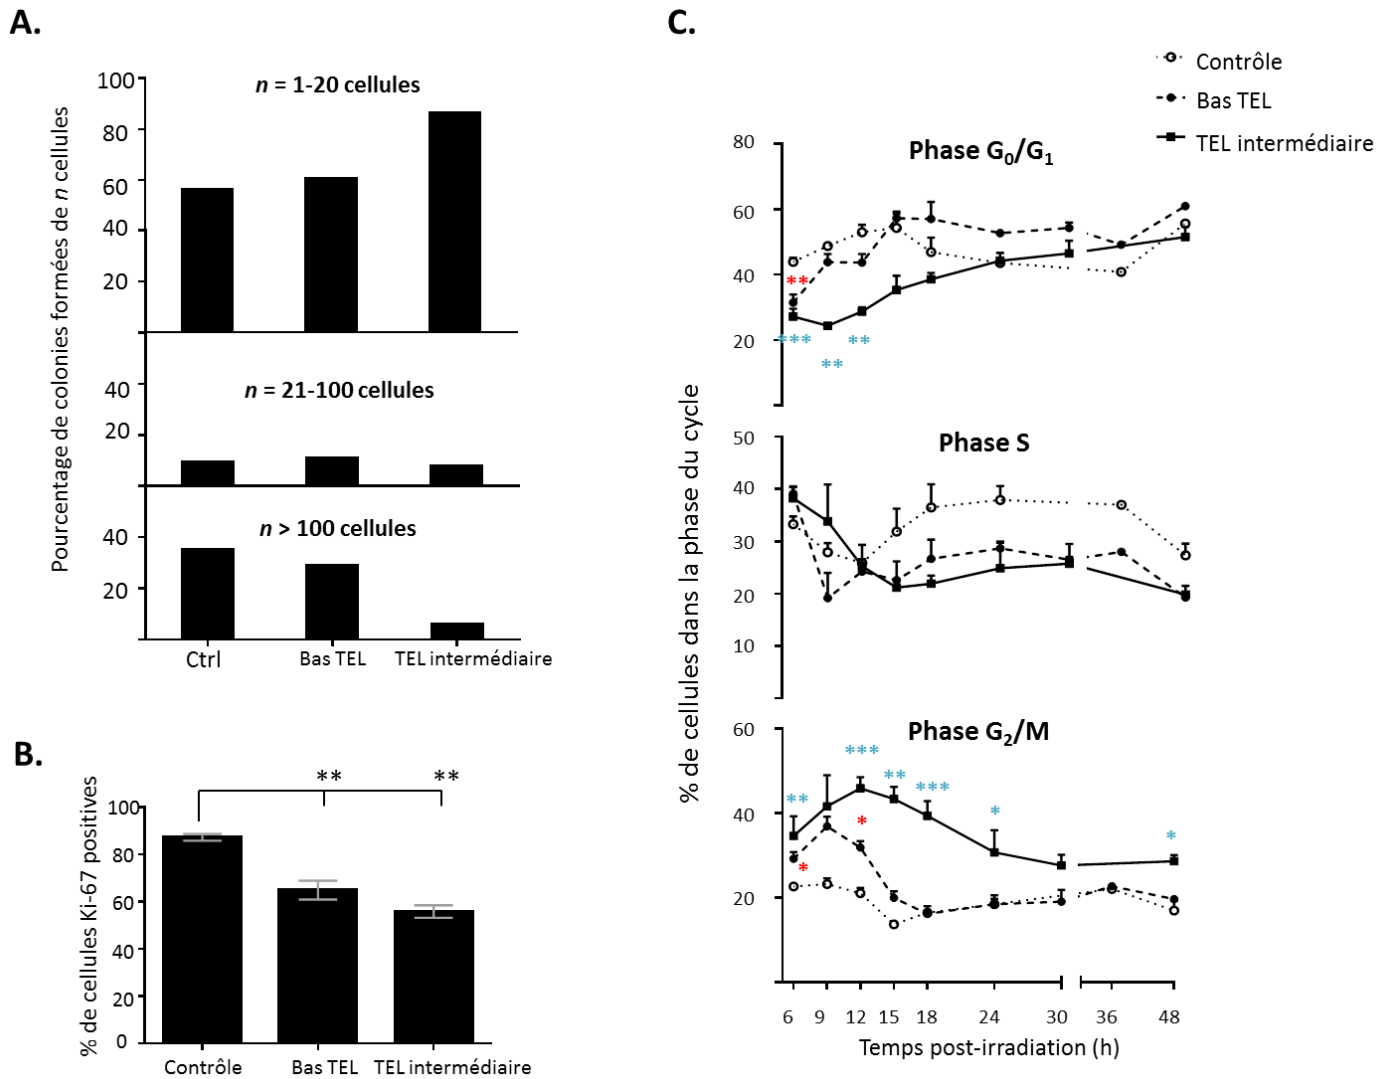 A.
Pourcentage de colonies formées de n cellules
n = 1-20 cellules
100
80
60
40
20
n = 21-100 cellules
40
20
n > 100 cellules
40
20
Ctrl
Bas TEL
TEL intermédiaire
B.
% de cellules Ki-67 positives
** **
100
80
60
40
20
0
Contrôle
Bas TEL
TEL intermédiaire
C.
Contrôle
Bas TEL
TEL intermédiaire
% de cellules dans la phase du cycle
Phase G0/G1
80
60
40
20
**
*** **
**
Phase S
50
40
30
20
10
Phase G2/M
60
40
20
***
** ** ***
* * *
*
6 9 12 15 18 24 30 36 48
Temps post-irradiation (h)